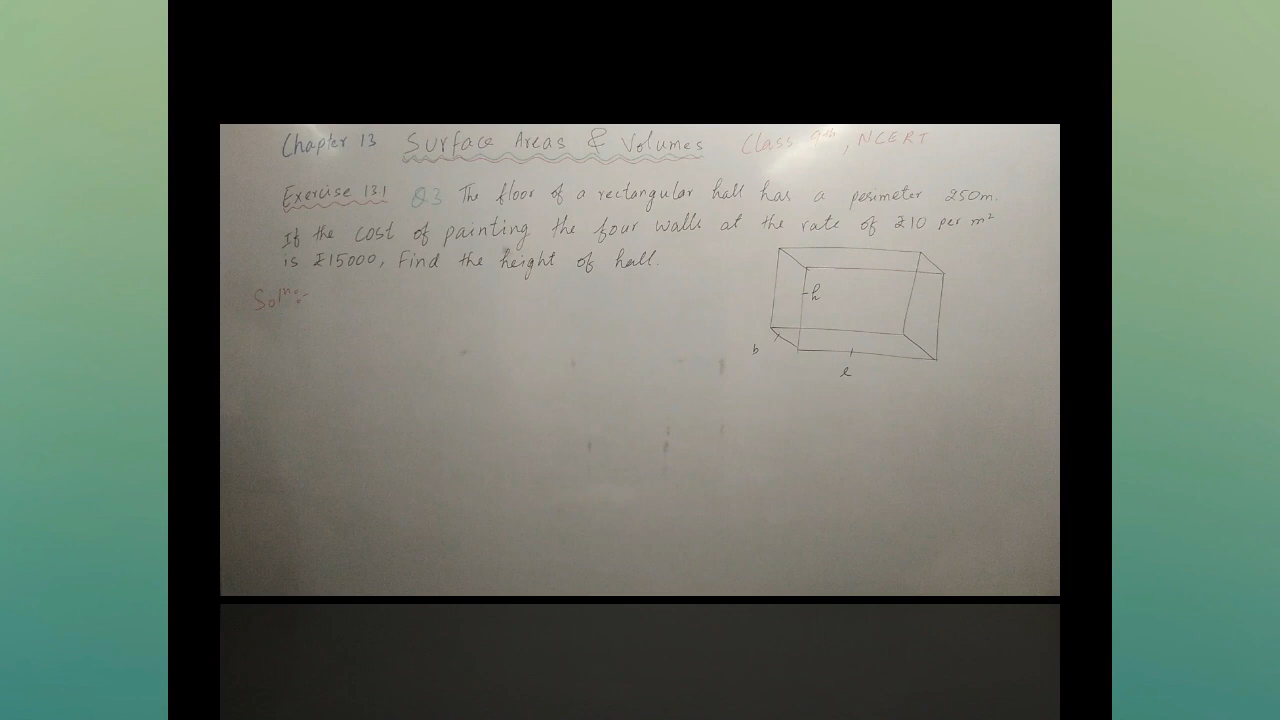 Chapter 13 Surface Areas & Volumes Class 9th, NCERT
Exercise 13.1 Q3 The floor of a rectangular hall has a perimeter 250m.
If the cost of painting the four walls at the rate of ₹10 per m²
is ₹15000, Find the height of hall.
Solⁿ:-
h
b
l